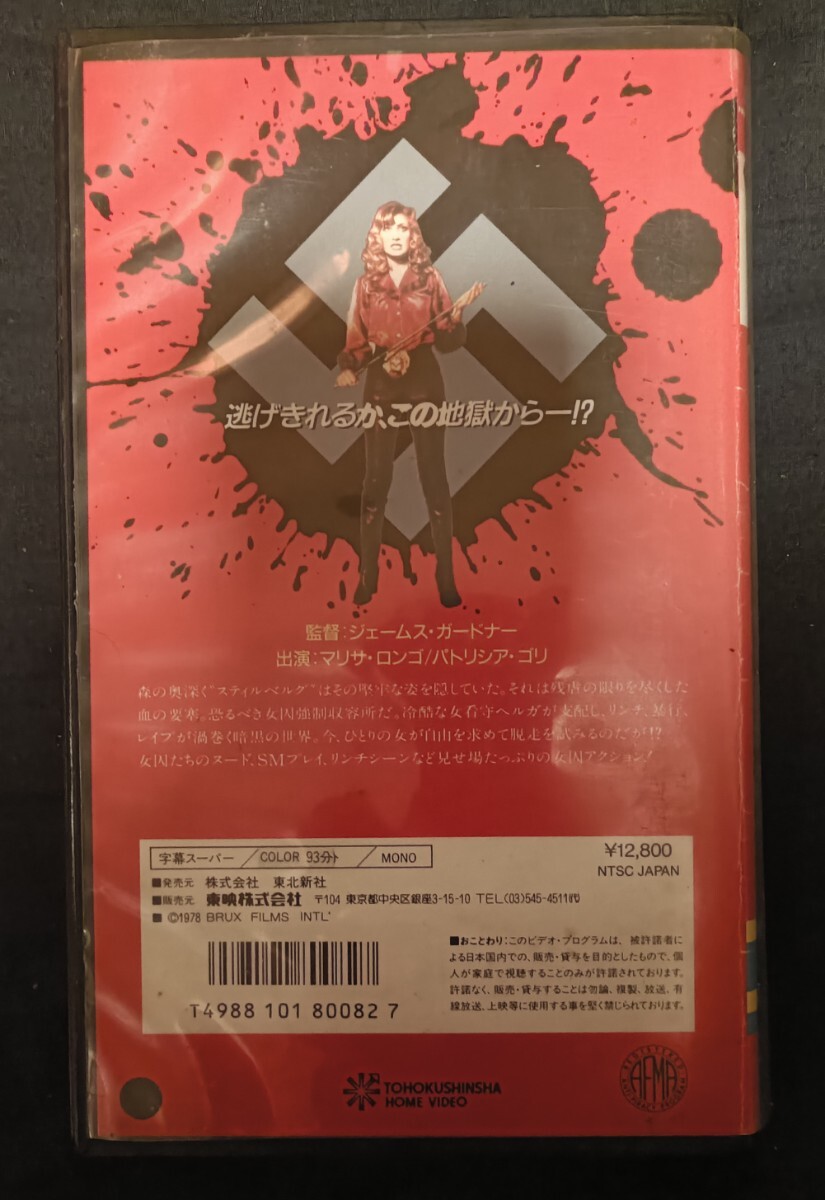 逃げきれるか、この地獄からー!?
監督:ジェームス・ガードナー
出演:マリサ・ロンゴ/パトリシア・ゴリ
森の奥深く“スティルベルグ”はその堅牢な姿を隠していた。それは残虐の限りを尽くした
血の要塞。恐るべき女囚強制収容所だ。冷酷な女看守ヘルガが支配し、リンチ、暴行、
レイプが渦巻く暗黒の世界。今、ひとりの女が自由を求めて脱走を試みるのだが!?
女囚たちのヌード、SMプレイ、リンチシーンなど見せ場たっぷりの女囚アクション!
字幕スーパー/COLOR 93分/MONO
¥12,800
NTSC JAPAN
■発売元 株式会社 東北新社
■販売元 東映株式会社 〒104 東京都中央区銀座3-15-10 TEL(03)545-4511㈹
■ ©1978 BRUX FILMS INTL'
■おことわり:このビデオ・プログラムは、被許諾者に
よる日本国内での、販売・貸与を目的としたもので、個
人が家庭で視聴することのみが許諾されております。
許諾なく、販売・貸与することは勿論、複製、放送、有
線放送、上映等に使用する事を堅く禁じられております。
T4988 101 80082 7
TOHOKUSHINSHA
HOME VIDEO
AFMA